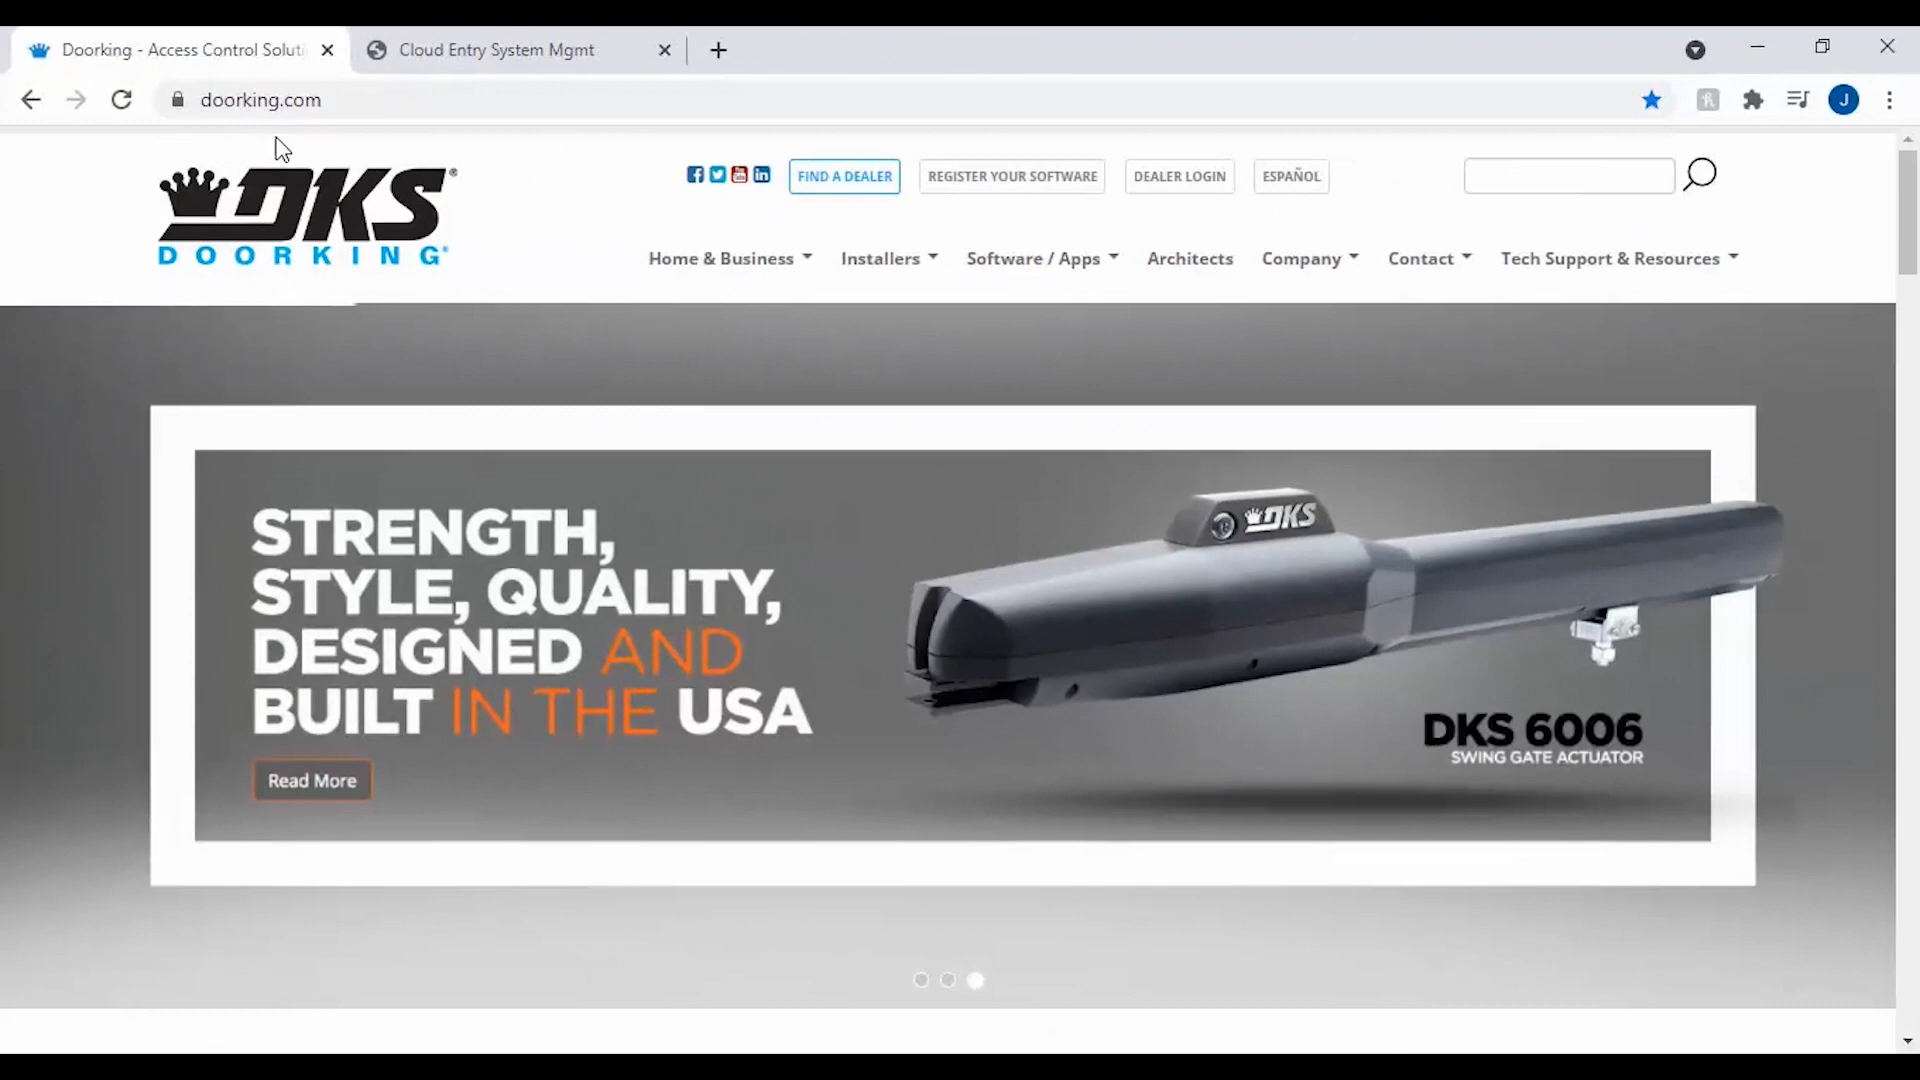 Doorking - Access Control Soluti
Cloud Entry System Mgmt
doorking.com
J
DKS®
DOORKING®
FIND A DEALER
REGISTER YOUR SOFTWARE
DEALER LOGIN
ESPAÑOL
Home & Business
Installers
Software / Apps
Architects
Company
Contact
Tech Support & Resources
STRENGTH,
STYLE, QUALITY,
DESIGNED AND
BUILT IN THE USA
Read More
DKS
DKS 6006
SWING GATE ACTUATOR